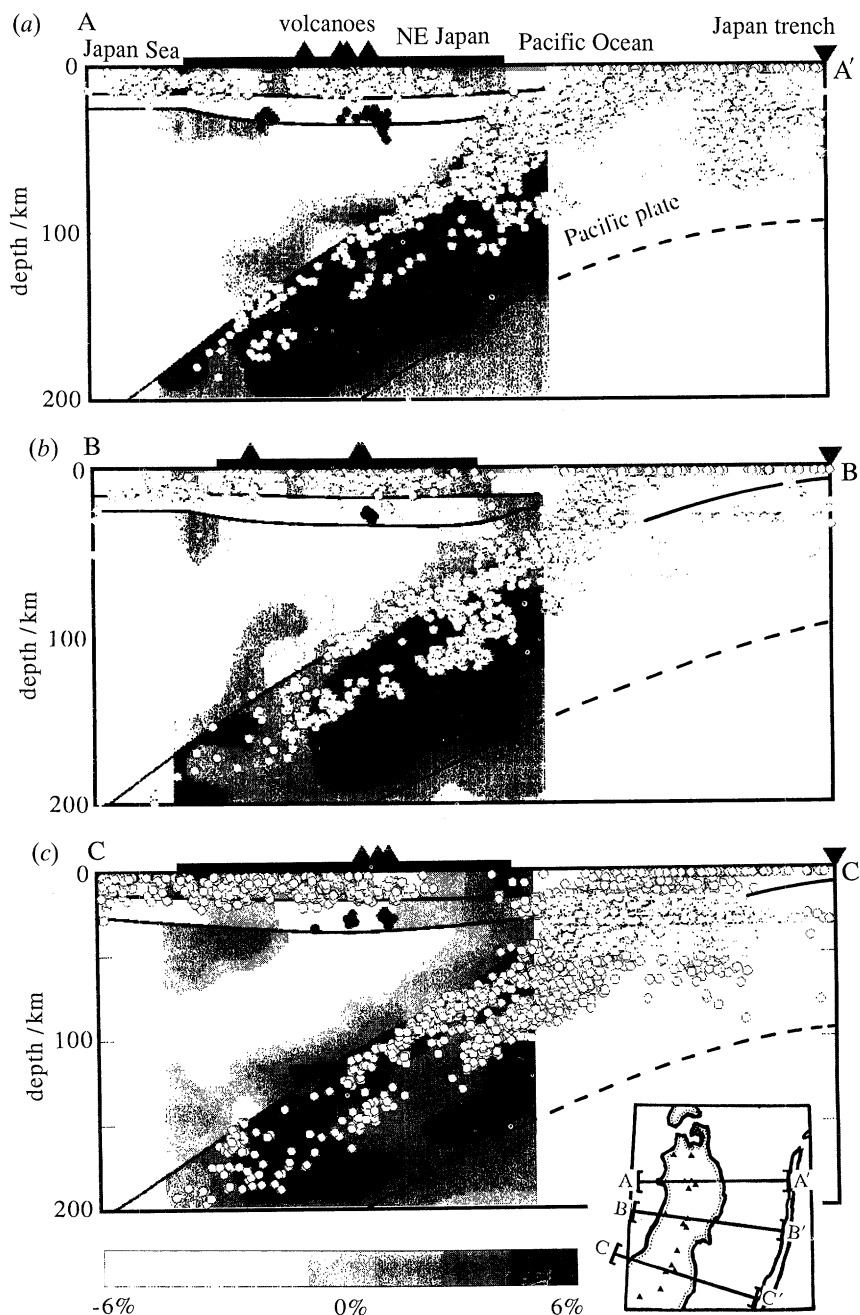 (a) A volcanoes NE Japan Pacific Ocean Japan trench
Japan Sea
0 A′
100
Pacific plate
depth / km
200
(b) B
0 B
100
depth / km
200
(c) C
0 C
100
depth / km
200
A A′
B B′
C C′
-6% 0% 6%